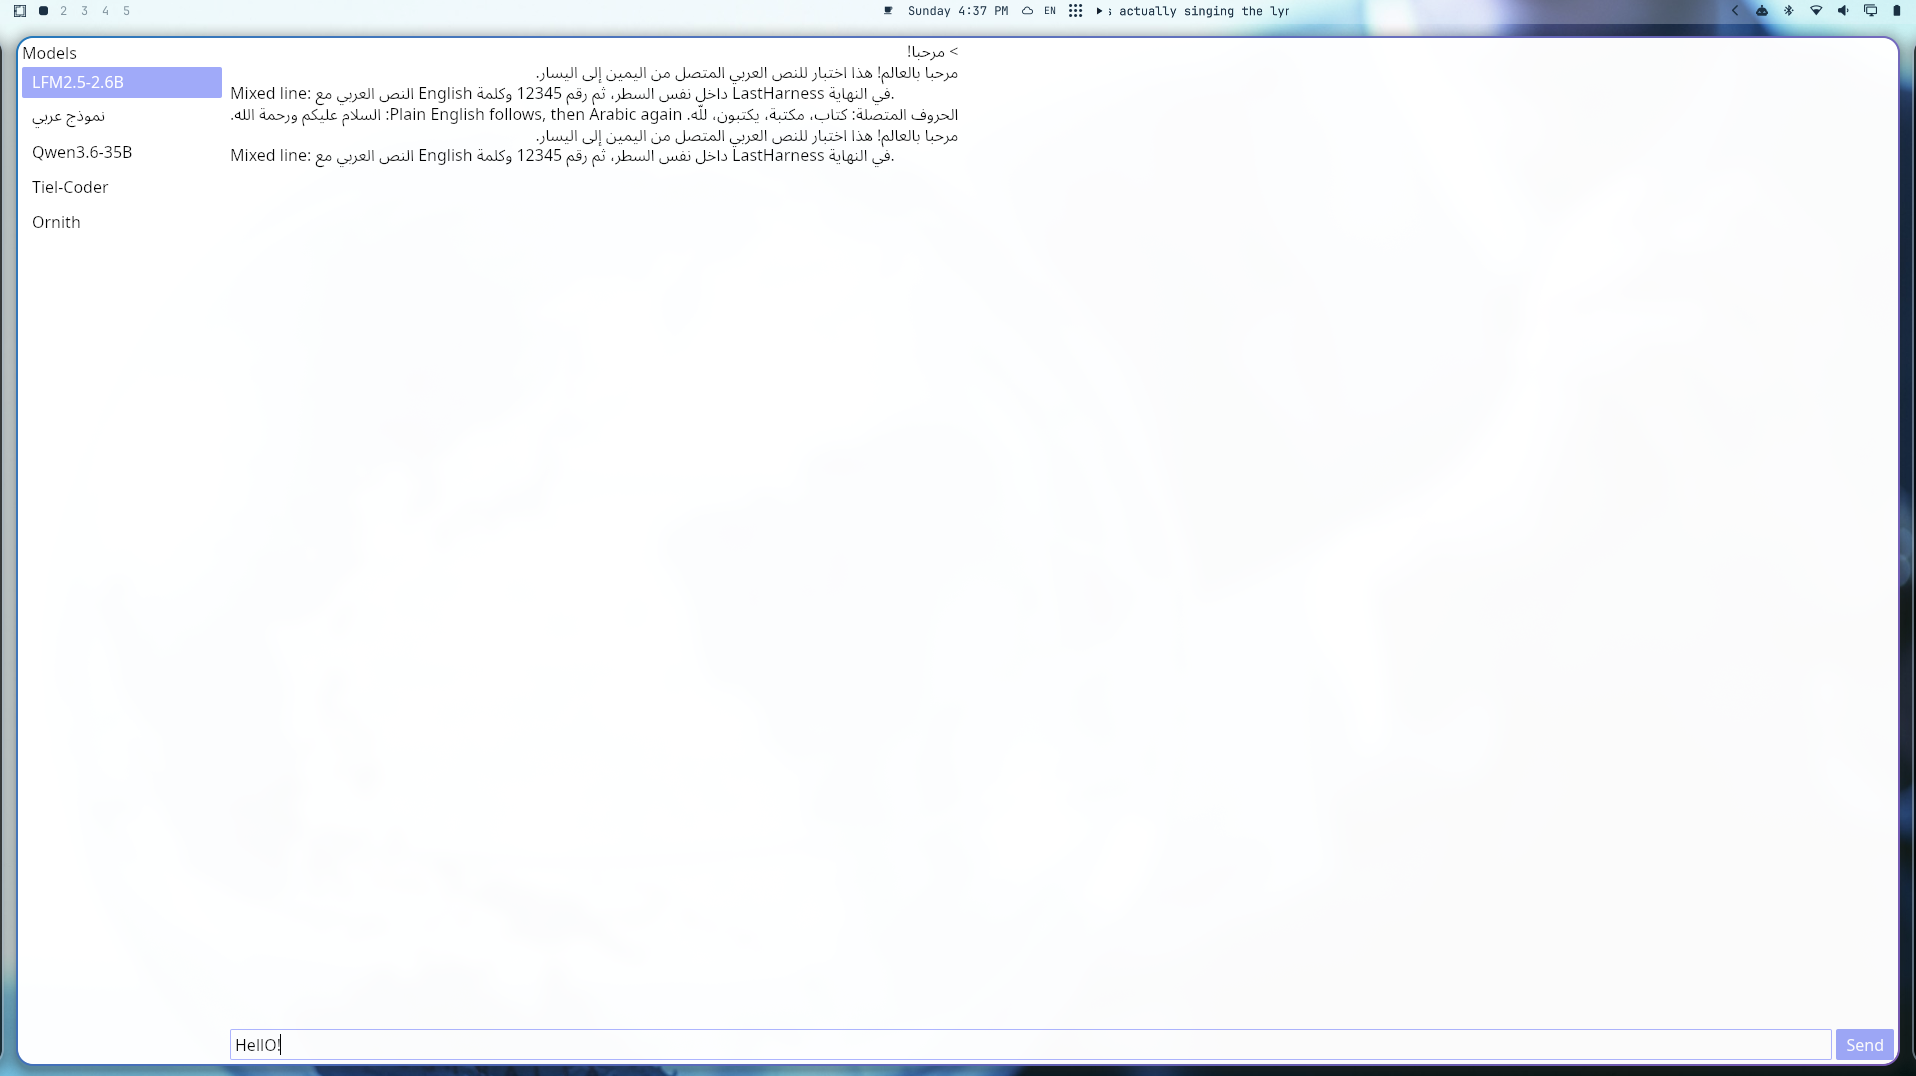 2 3 4 5
Sunday 4:37 PM EN s actually singing the lyr
Models
LFM2.5-2.6B
نموذج عربي
Qwen3.6-35B
Tiel-Coder
Ornith
> مرحبا!
مرحبا بالعالم! هذا اختبار للنص العربي المتصل من اليمين إلى اليسار.
Mixed line: النص العربي مع English وكلمة 12345 داخل نفس السطر، ثم رقم LastHarness في النهاية.
الحروف المتصلة: كتاب، مكتبة، يكتبون، للّه. Plain English follows, then Arabic again: السلام عليكم ورحمة الله.
مرحبا بالعالم! هذا اختبار للنص العربي المتصل من اليمين إلى اليسار.
Mixed line: النص العربي مع English وكلمة 12345 داخل نفس السطر، ثم رقم LastHarness في النهاية.
HellO!
Send